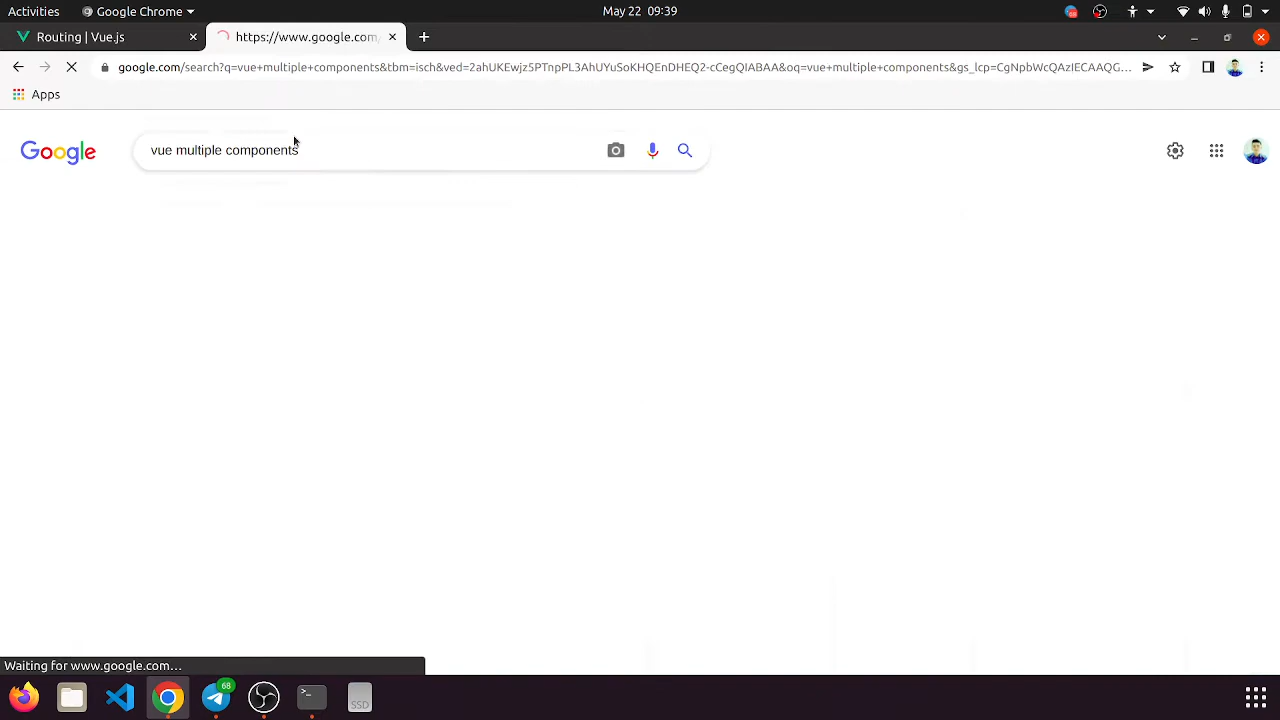 Activities Google Chrome May 22 09:39 68
Routing | Vue.js https://www.google.com/
google.com/search?q=vue+multiple+components&tbm=isch&ved=2ahUKEwjz5PTnpPL3AhUYuSoKHQEnDHEQ2-cCegQIABAA&oq=vue+multiple+components&gs_lcp=CgNpbWcQAzIECAAQG...
Apps
Google vue multiple components
Waiting for www.google.com...
68
SSD